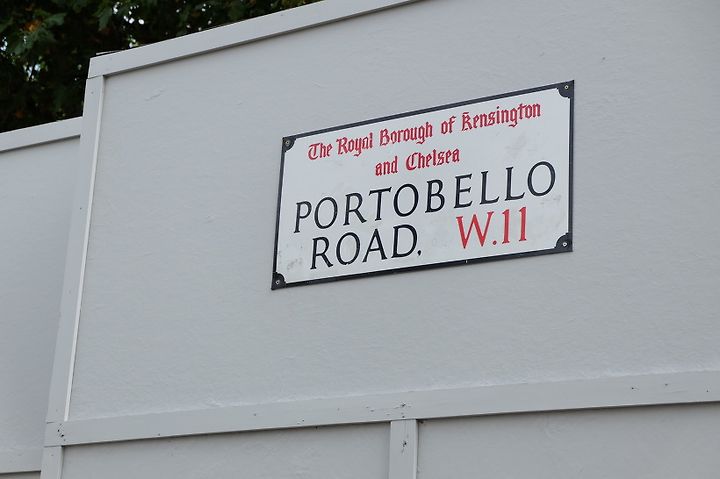 The Royal Borough of Kensington
and Chelsea
PORTOBELLO
ROAD, W.11